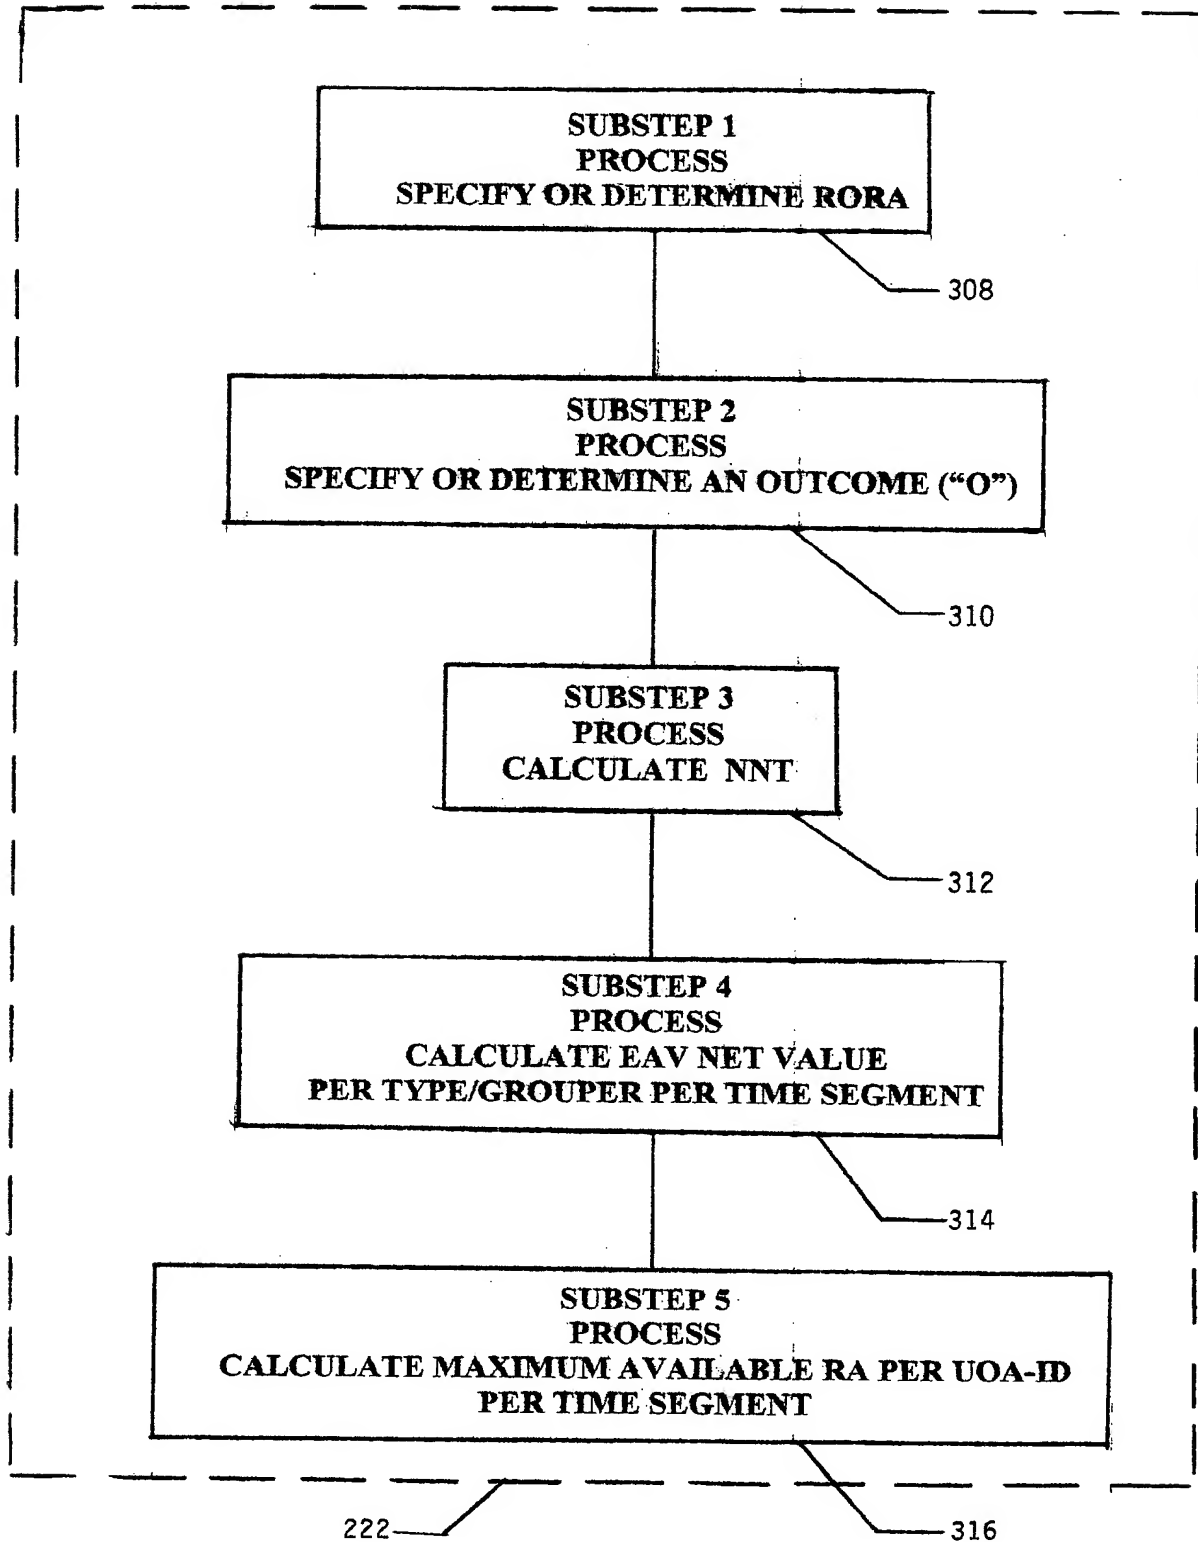 SUBSTEP 1
PROCESS
SPECIFY OR DETERMINE RORA
308
SUBSTEP 2
PROCESS
SPECIFY OR DETERMINE AN OUTCOME (“O”)
310
SUBSTEP 3
PROCESS
CALCULATE NNT
312
SUBSTEP 4
PROCESS
CALCULATE EAV NET VALUE
PER TYPE/GROUPER PER TIME SEGMENT
314
SUBSTEP 5
PROCESS
CALCULATE MAXIMUM AVAILABLE RA PER UOA-ID
PER TIME SEGMENT
222
316